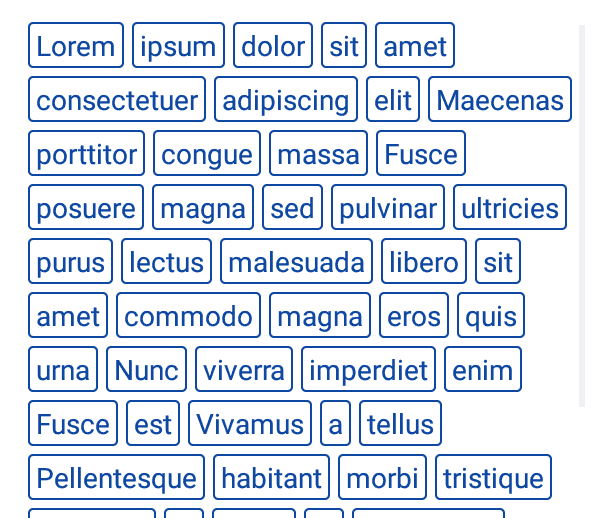 Lorem ipsum dolor sit amet
consectetuer adipiscing elit Maecenas
porttitor congue massa Fusce
posuere magna sed pulvinar ultricies
purus lectus malesuada libero sit
amet commodo magna eros quis
urna Nunc viverra imperdiet enim
Fusce est Vivamus a tellus
Pellentesque habitant morbi tristique